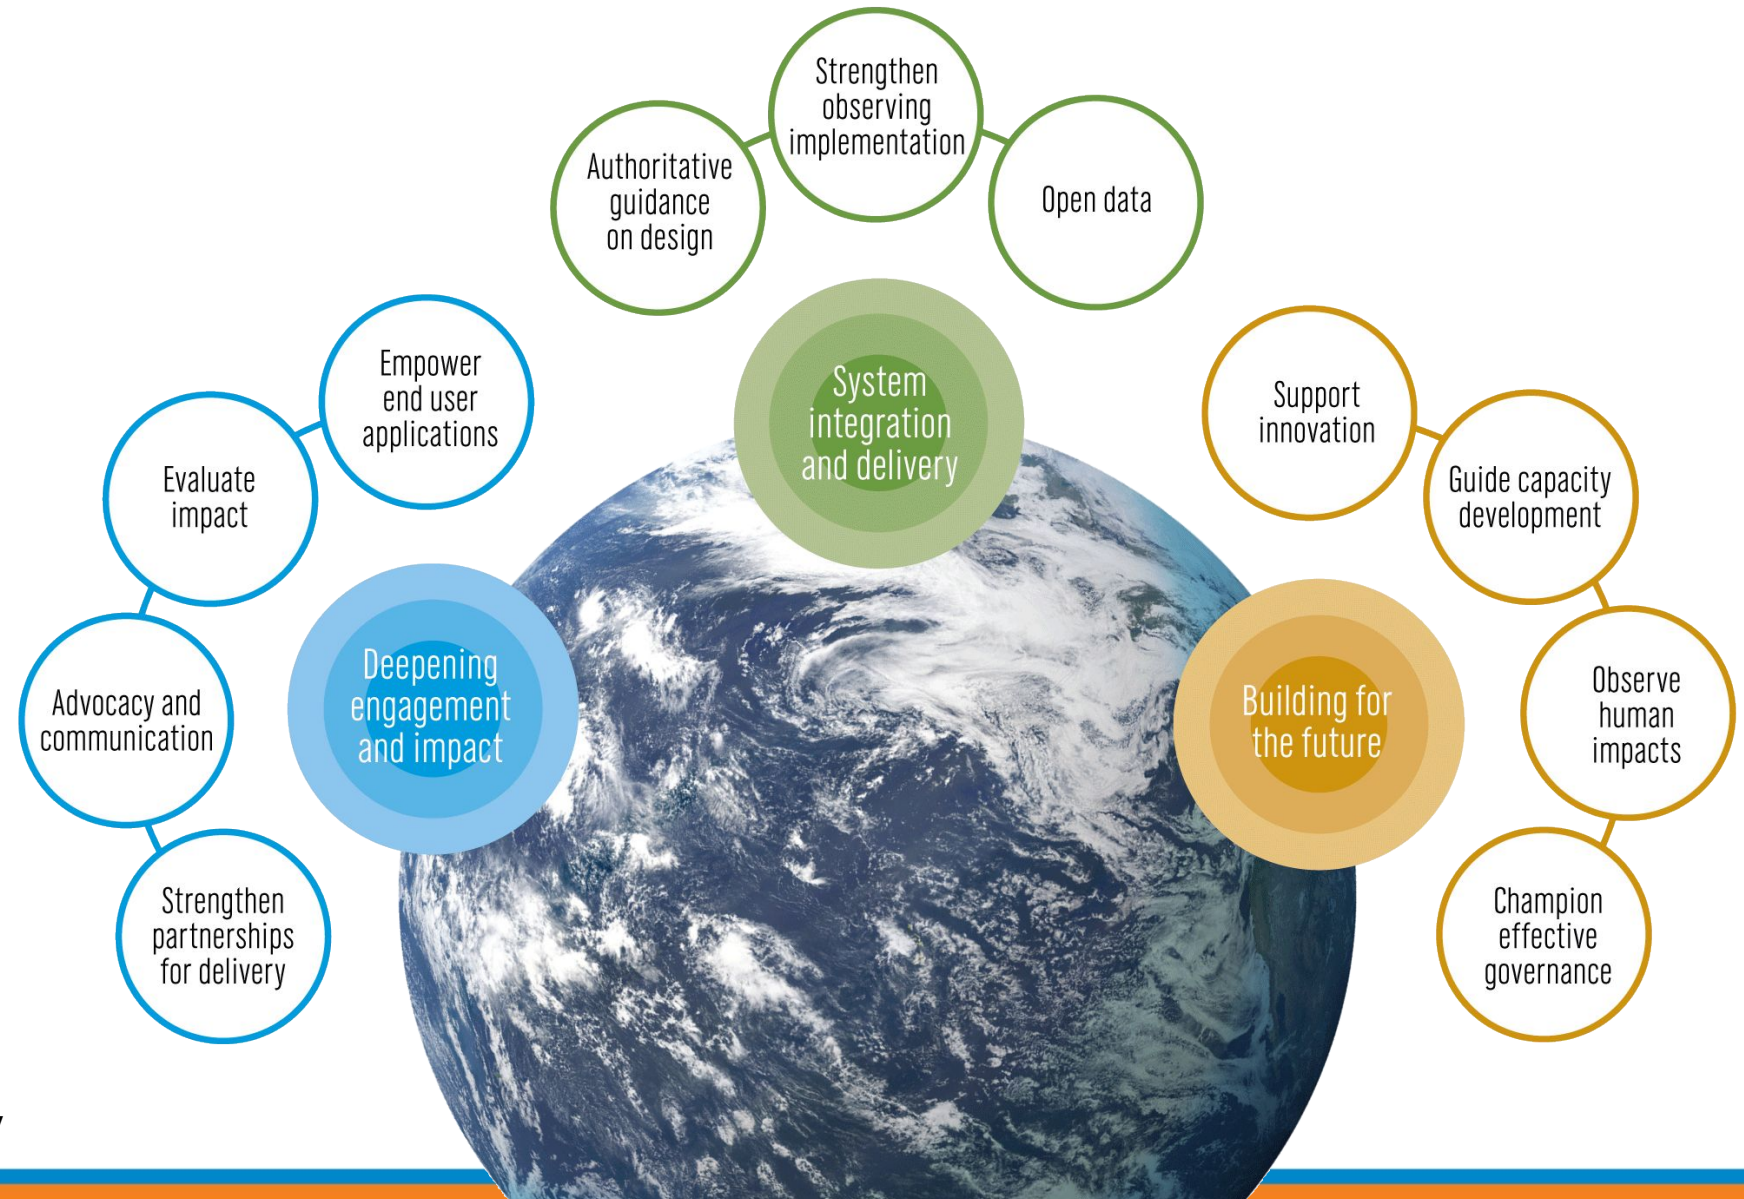 Strengthen
observing
implementation
Authoritative
guidance
on design
Open data
System
integration
and delivery
Empower
end user
applications
Evaluate
impact
Advocacy and
communication
Strengthen
partnerships
for delivery
Deepening
engagement
and impact
Support
innovation
Guide capacity
development
Observe
human
impacts
Champion
effective
governance
Building for
the future